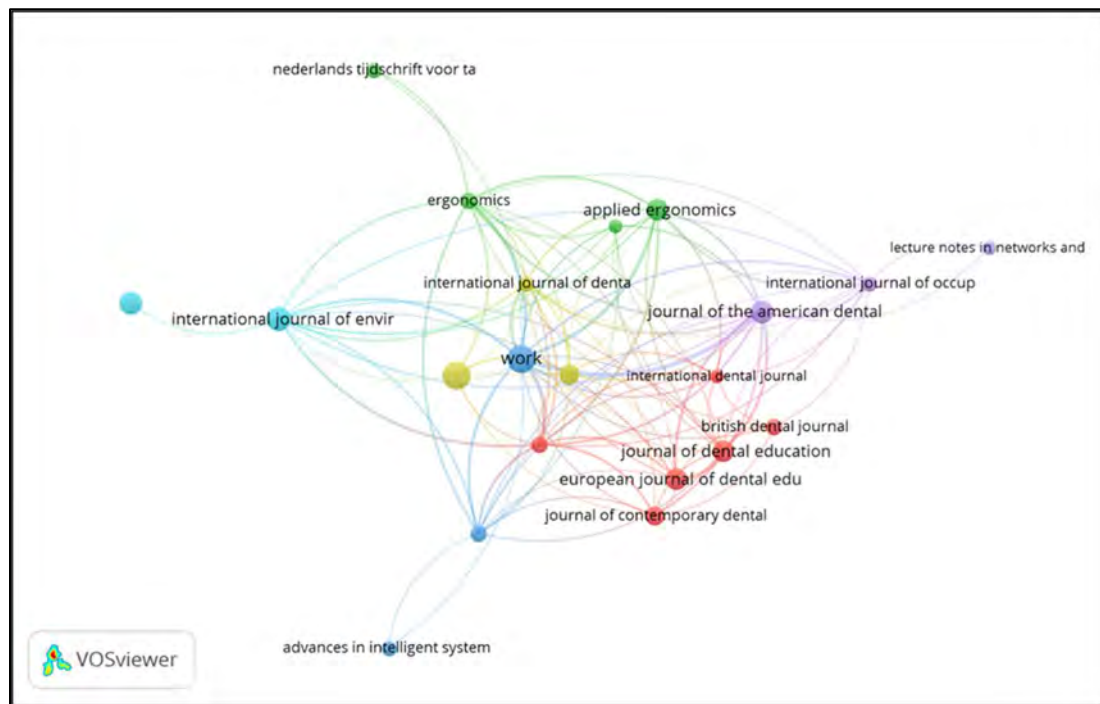 nederlands tijdschrift voor ta
ergonomics
applied ergonomics
lecture notes in networks and
international journal of denta
international journal of occup
journal of the american dental
international journal of envir
work
international dental journal
british dental journal
journal of dental education
european journal of dental edu
journal of contemporary dental
advances in intelligent system
VOSviewer